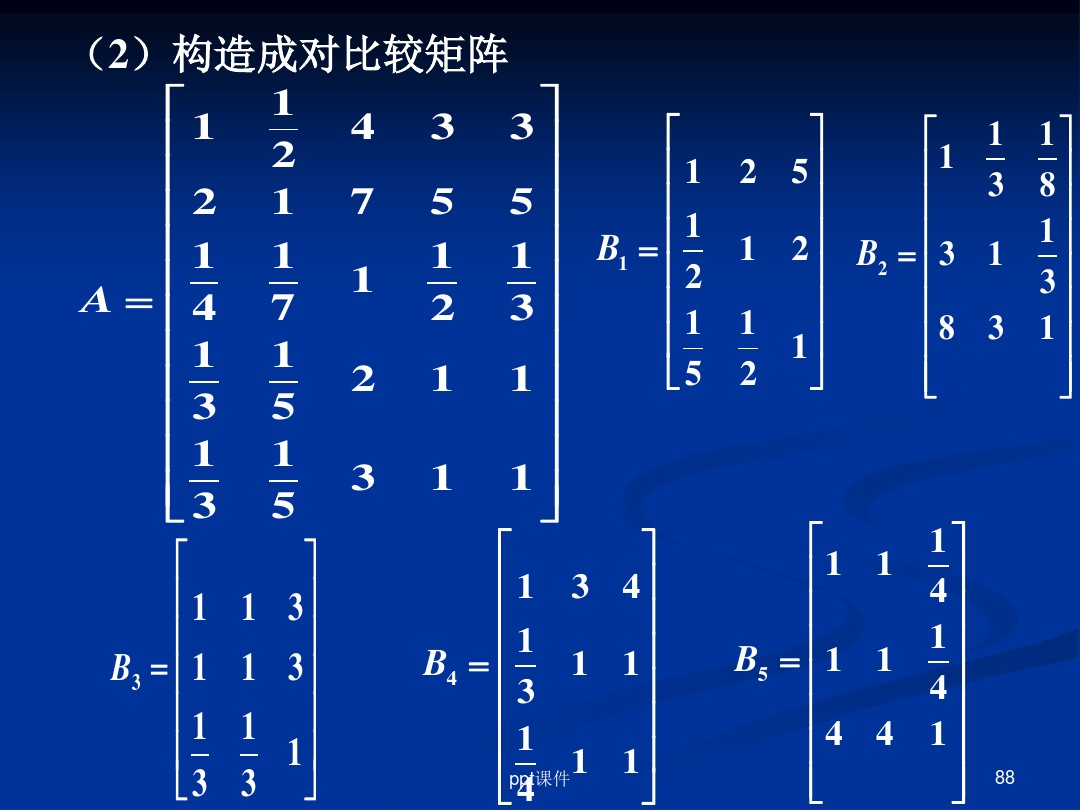 （2）构造成对比较矩阵
A = [ 1 1/2 4 3 3
2 1 7 5 5
1/4 1/7 1 1/2 1/3
1/3 1/5 2 1 1
1/3 1/5 3 1 1 ]
B₁ = [ 1 2 5
1/2 1 2
1/5 1/2 1 ]
B₂ = [ 1 1/3 1/8
3 1 1/3
8 3 1 ]
B₃ = [ 1 1 3
1 1 3
1/3 1/3 1 ]
B₄ = [ 1 3 4
1/3 1 1
1/4 1 1 ]
B₅ = [ 1 1 1/4
1 1 1/4
4 4 1 ]
ppt课件
88